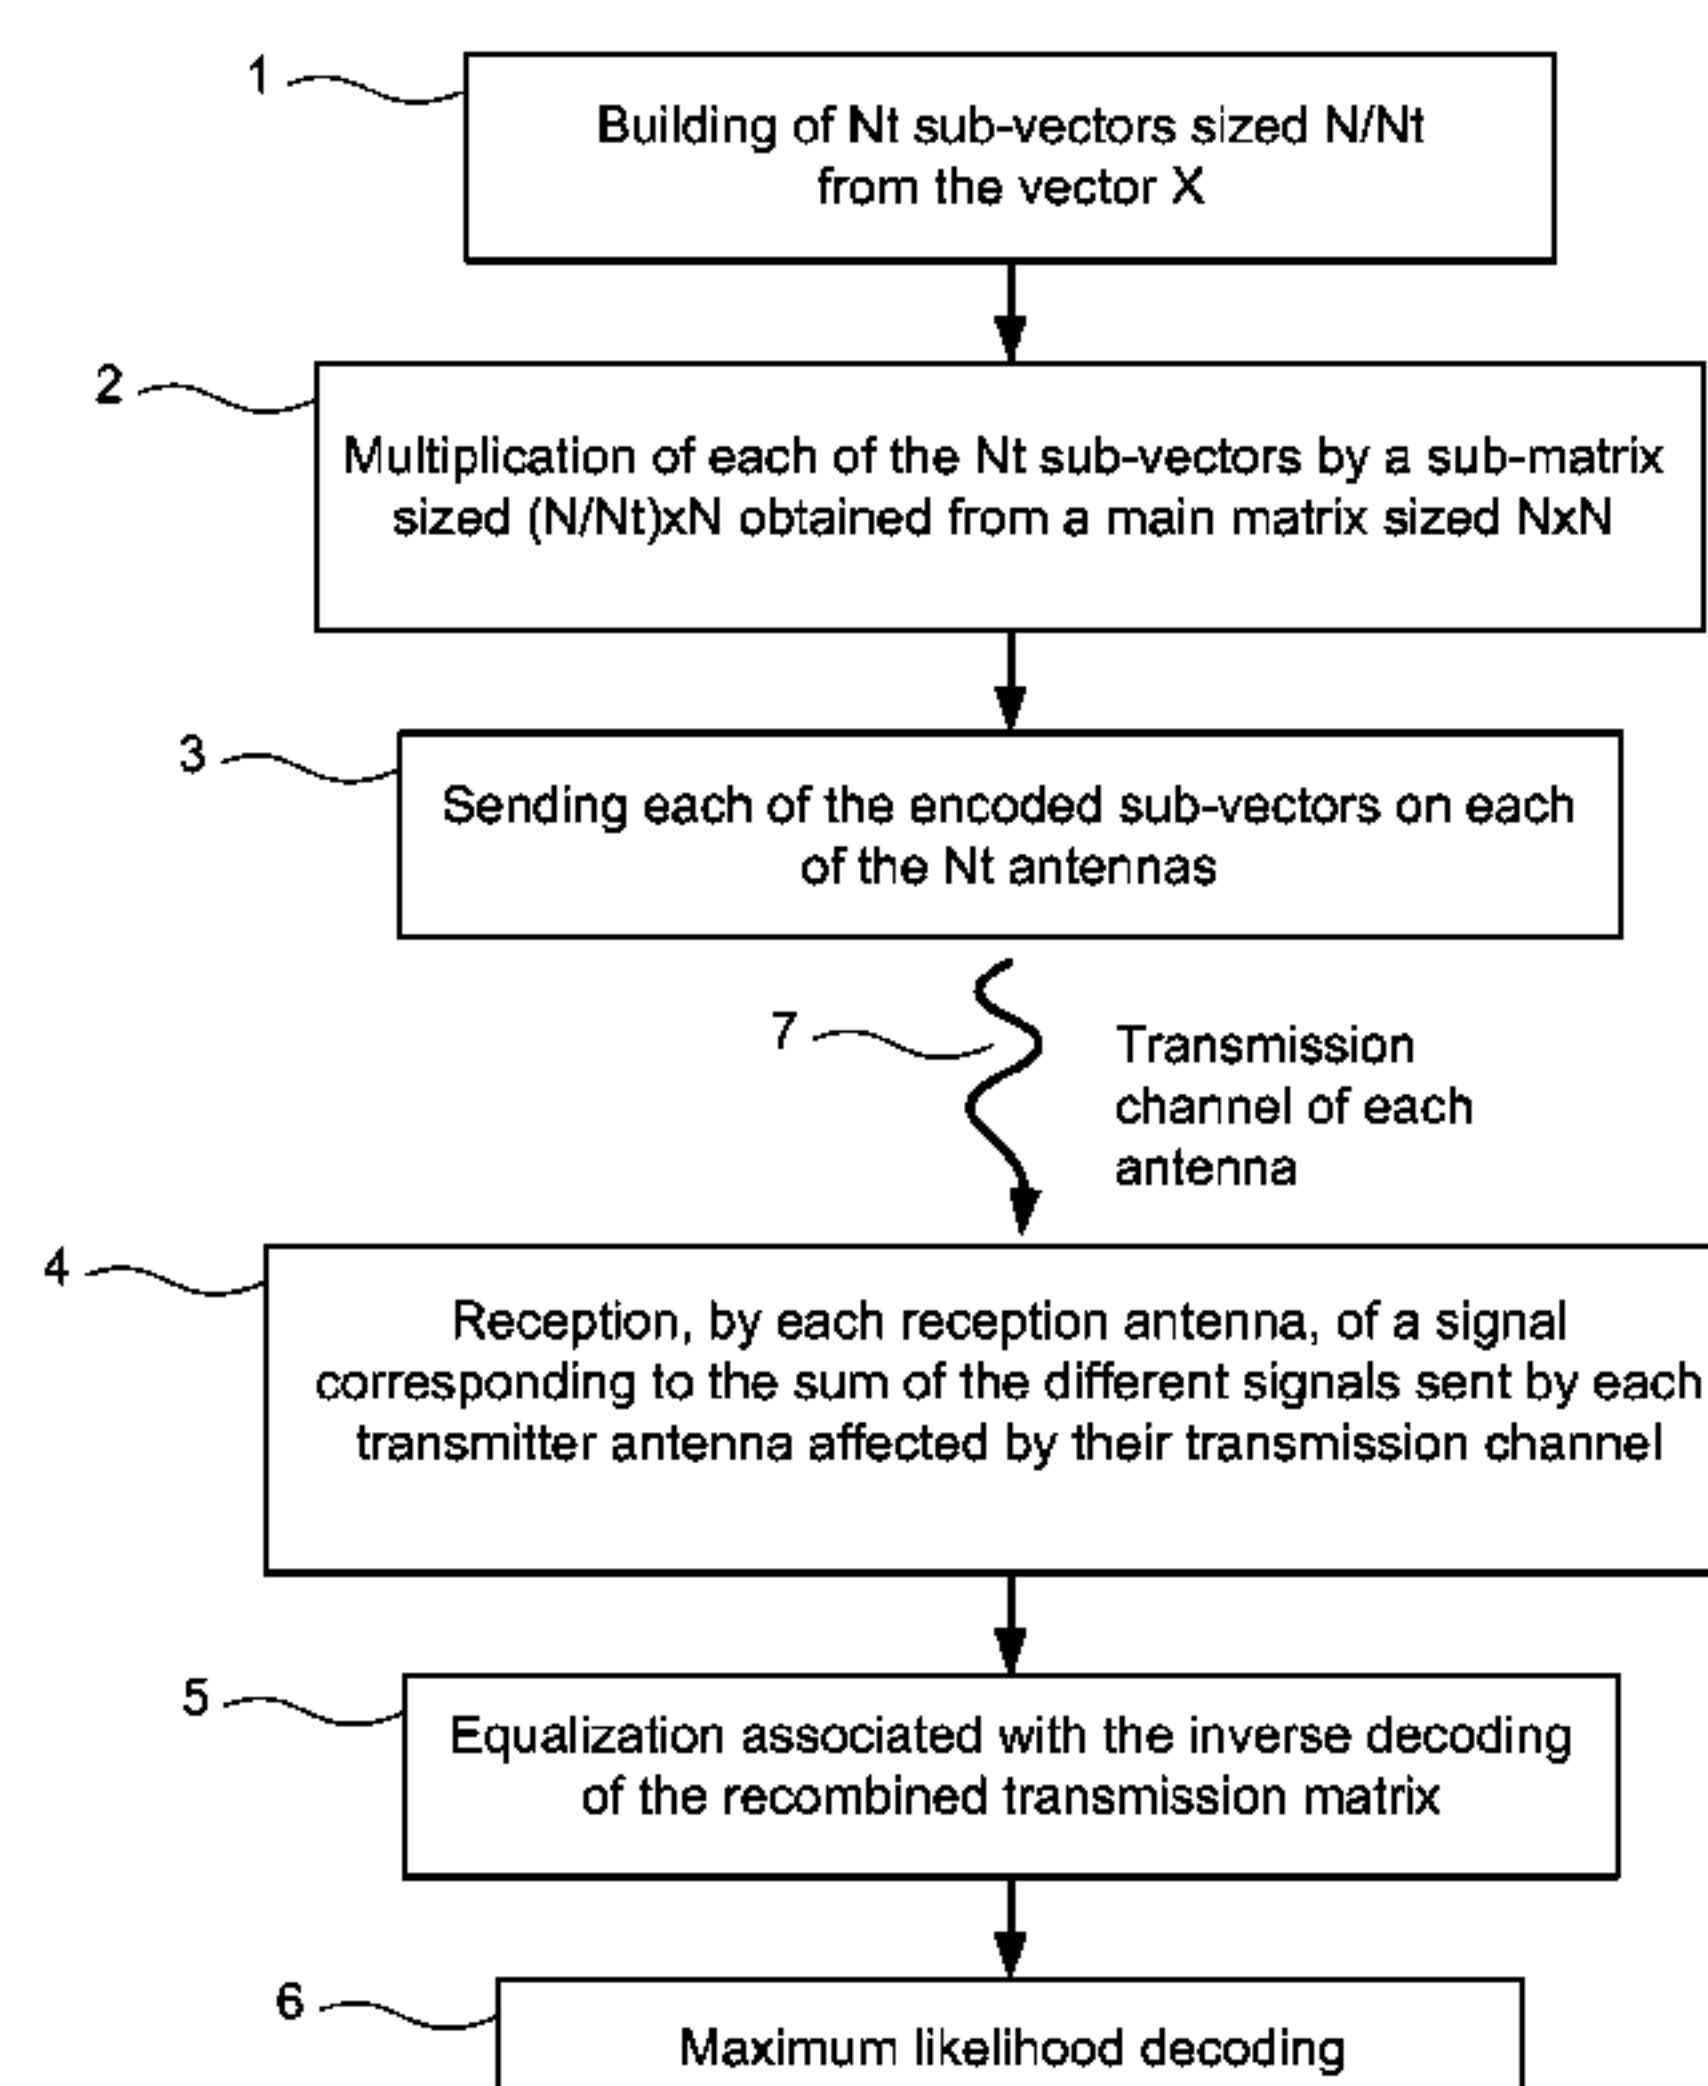 1
Building of Nt sub-vectors sized N/Nt
from the vector X
2
Multiplication of each of the Nt sub-vectors by a sub-matrix
sized (N/Nt)xN obtained from a main matrix sized NxN
3
Sending each of the encoded sub-vectors on each
of the Nt antennas
7
Transmission
channel of each
antenna
4
Reception, by each reception antenna, of a signal
corresponding to the sum of the different signals sent by each
transmitter antenna affected by their transmission channel
5
Equalization associated with the inverse decoding
of the recombined transmission matrix
6
Maximum likelihood decoding